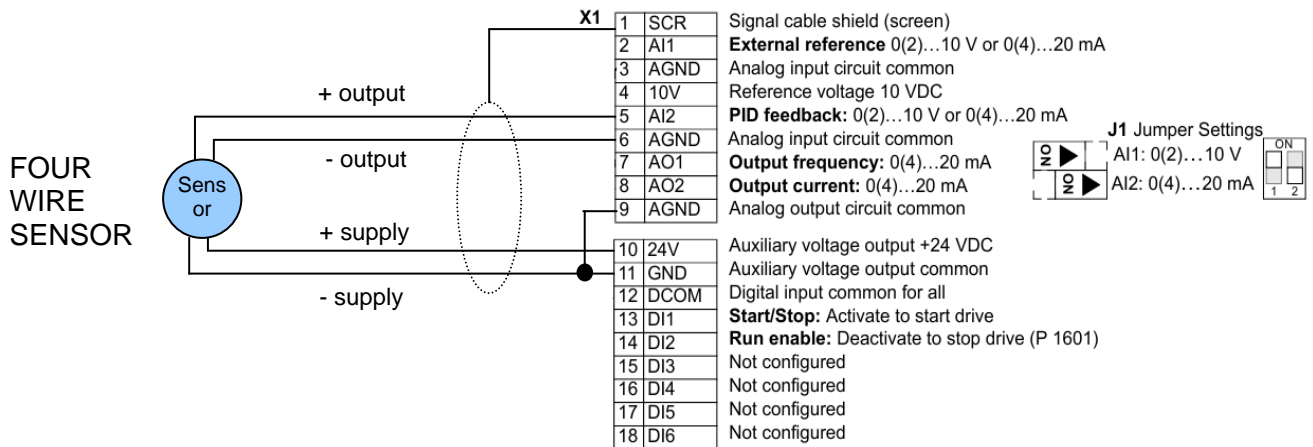 X1
1 SCR Signal cable shield (screen)
2 AI1 External reference 0(2)...10 V or 0(4)...20 mA
3 AGND Analog input circuit common
4 10V Reference voltage 10 VDC
5 AI2 PID feedback: 0(2)...10 V or 0(4)...20 mA
6 AGND Analog input circuit common
7 AO1 Output frequency: 0(4)...20 mA
8 AO2 Output current: 0(4)...20 mA
9 AGND Analog output circuit common
10 24V Auxiliary voltage output +24 VDC
11 GND Auxiliary voltage output common
12 DCOM Digital input common for all
13 DI1 Start/Stop: Activate to start drive
14 DI2 Run enable: Deactivate to stop drive (P 1601)
15 DI3 Not configured
16 DI4 Not configured
17 DI5 Not configured
18 DI6 Not configured
+ output
- output
FOUR
WIRE
SENSOR
Sens
or
+ supply
- supply
J1 Jumper Settings
ON
AI1: 0(2)...10 V
ON
AI2: 0(4)...20 mA
ON
1 2